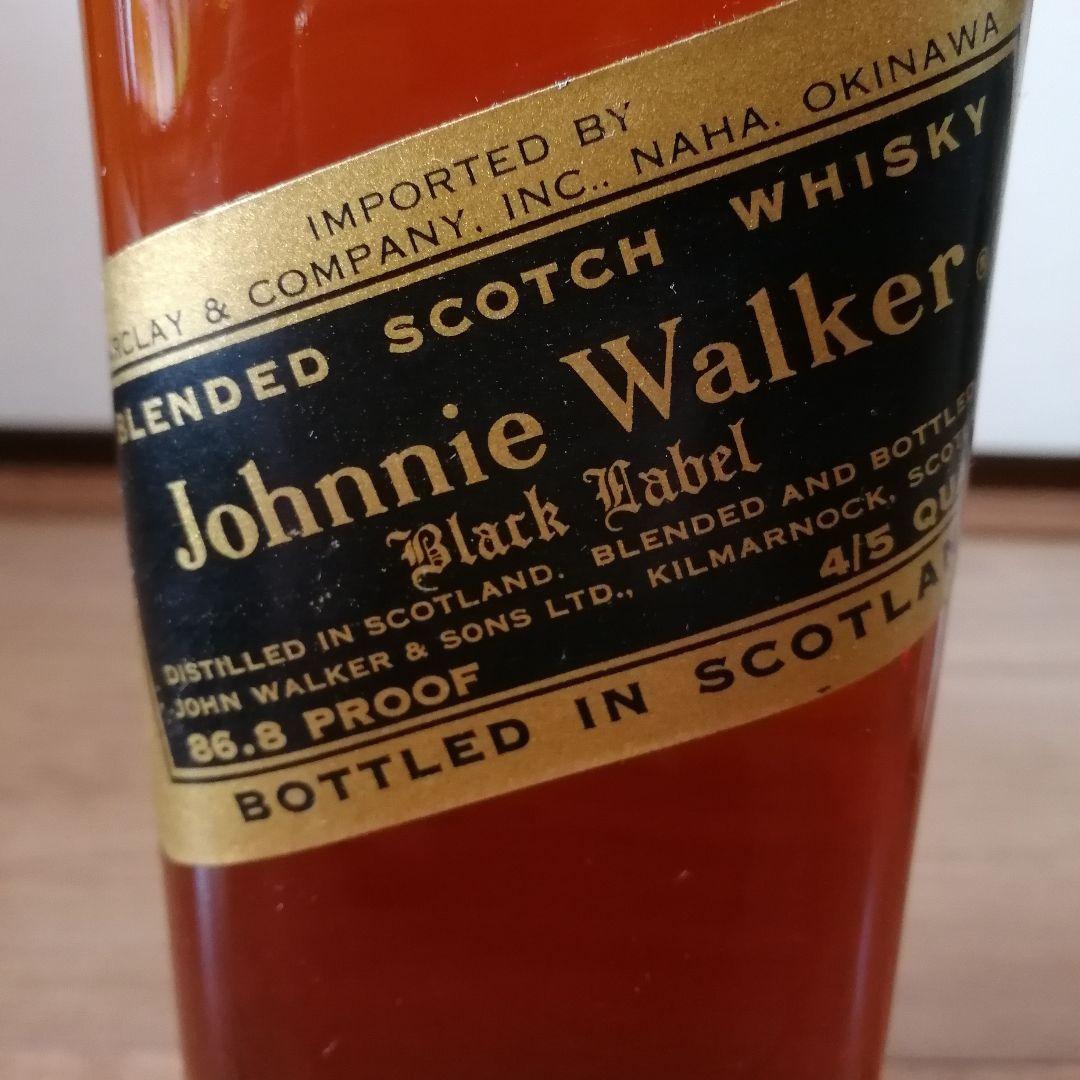 IMPORTED BY
& COMPANY, INC., NAHA, OKINAWA
BLENDED SCOTCH WHISKY
Johnnie Walker ®
Black Label
DISTILLED IN SCOTLAND. BLENDED AND BOTTLED
JOHN WALKER & SONS LTD., KILMARNOCK,
86.8 PROOF 4/5
BOTTLED IN